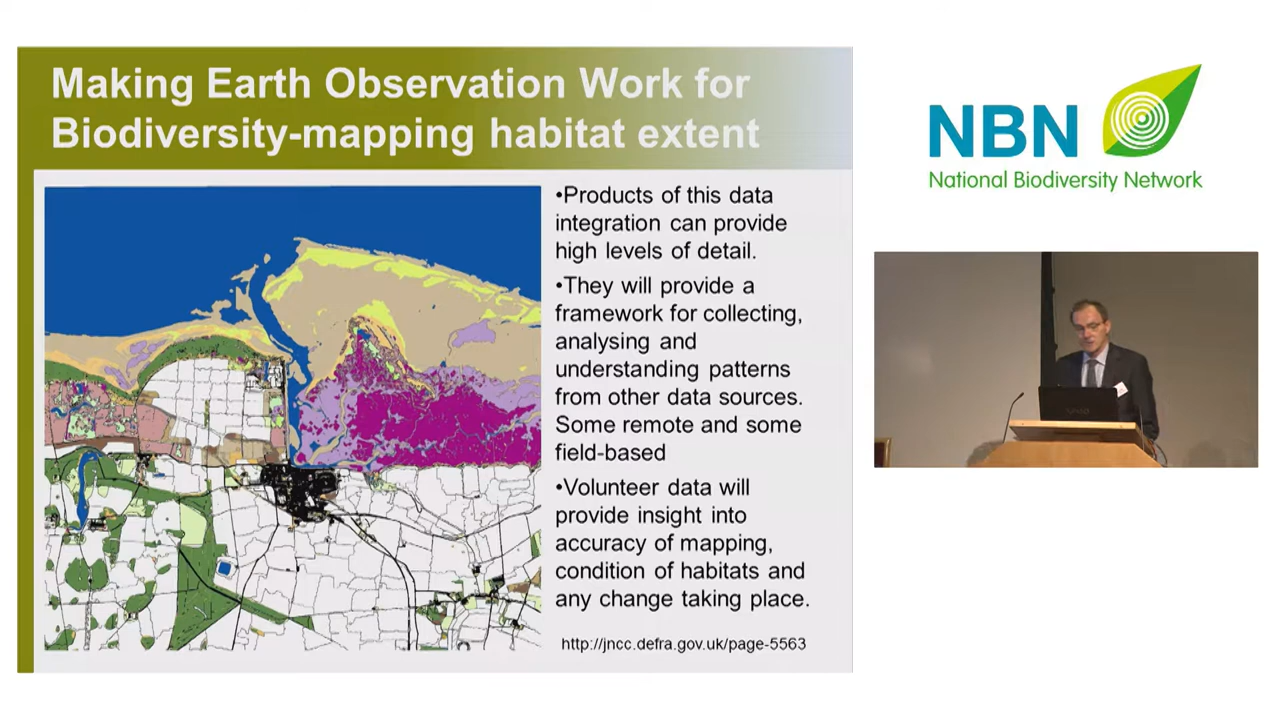 Making Earth Observation Work for
Biodiversity-mapping habitat extent
•Products of this data
integration can provide
high levels of detail.
•They will provide a
framework for collecting,
analysing and
understanding patterns
from other data sources.
Some remote and some
field-based
•Volunteer data will
provide insight into
accuracy of mapping,
condition of habitats and
any change taking place.
http://jncc.defra.gov.uk/page-5563
NBN
National Biodiversity Network
VAIO